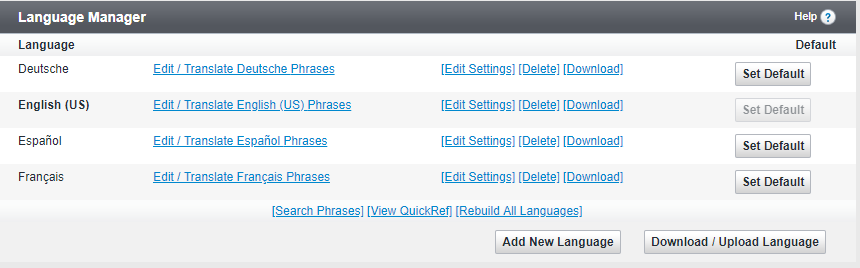 Language Manager Help ?
Language Default
Deutsche Edit / Translate Deutsche Phrases [Edit Settings] [Delete] [Download] Set Default
English (US) Edit / Translate English (US) Phrases [Edit Settings] [Delete] [Download] Set Default
Español Edit / Translate Español Phrases [Edit Settings] [Delete] [Download] Set Default
Français Edit / Translate Français Phrases [Edit Settings] [Delete] [Download] Set Default
[Search Phrases] [View QuickRef] [Rebuild All Languages]
Add New Language Download / Upload Language